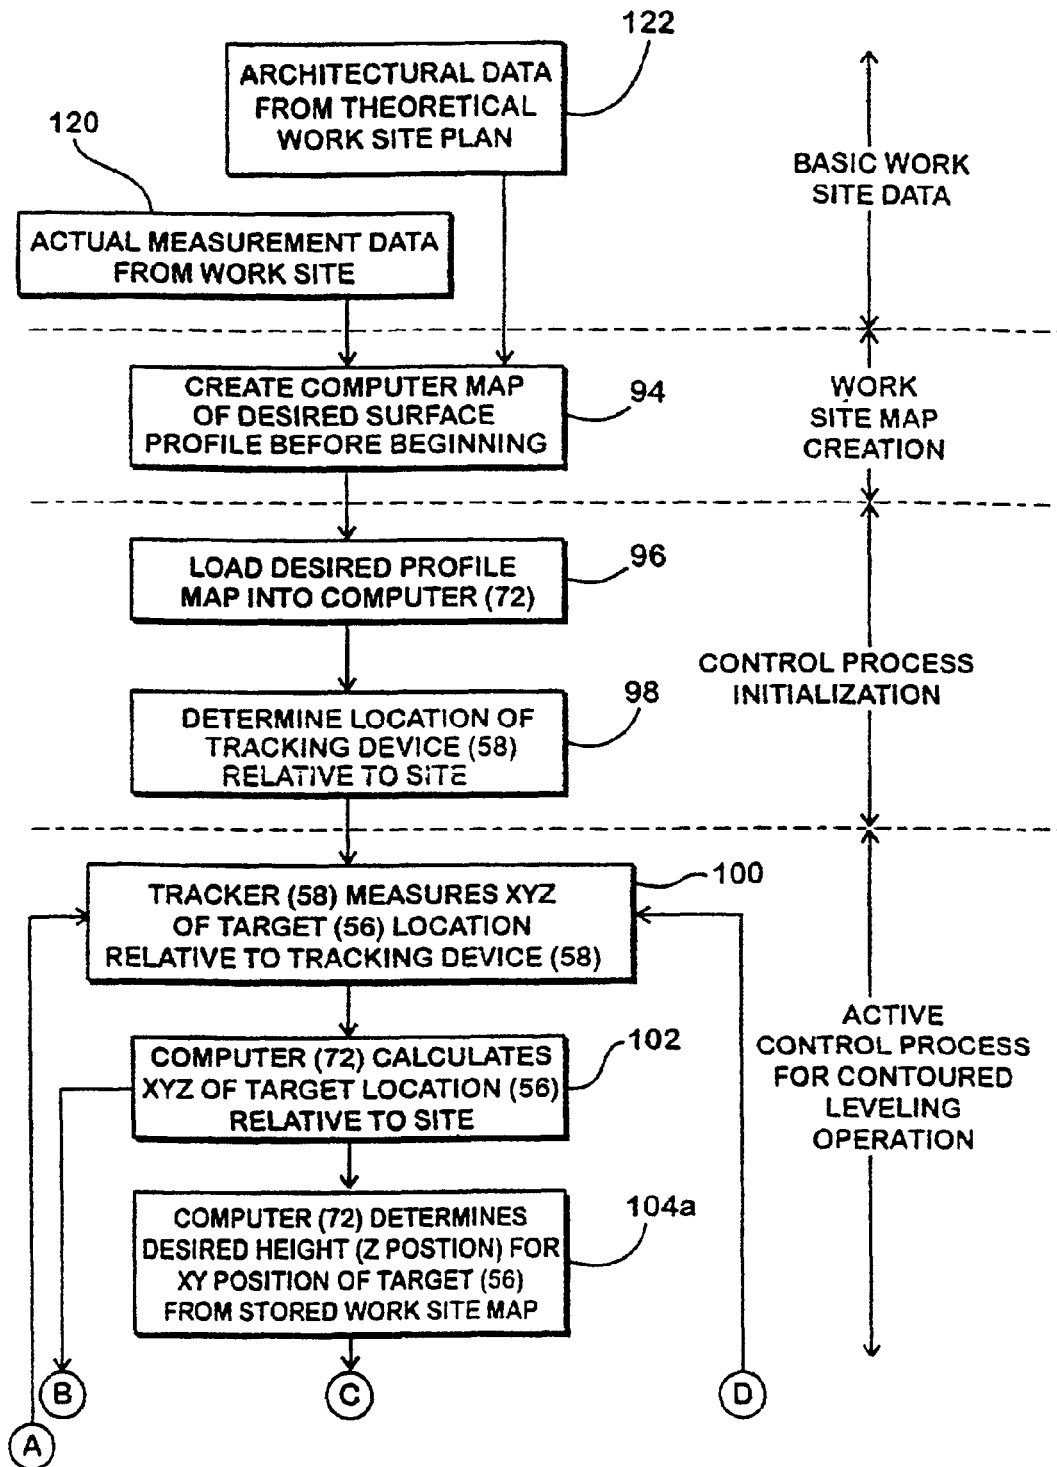 122
ARCHITECTURAL DATA
FROM THEORETICAL
WORK SITE PLAN
120
ACTUAL MEASUREMENT DATA
FROM WORK SITE
BASIC WORK
SITE DATA
CREATE COMPUTER MAP
OF DESIRED SURFACE
PROFILE BEFORE BEGINNING
94
WORK
SITE MAP
CREATION
LOAD DESIRED PROFILE
MAP INTO COMPUTER (72)
96
DETERMINE LOCATION OF
TRACKING DEVICE (58)
RELATIVE TO SITE
98
CONTROL PROCESS
INITIALIZATION
TRACKER (58) MEASURES XYZ
OF TARGET (56) LOCATION
RELATIVE TO TRACKING DEVICE (58)
100
COMPUTER (72) CALCULATES
XYZ OF TARGET LOCATION (56)
RELATIVE TO SITE
102
ACTIVE
CONTROL PROCESS
FOR CONTOURED
LEVELING
OPERATION
COMPUTER (72) DETERMINES
DESIRED HEIGHT (Z POSTION) FOR
XY POSITION OF TARGET (56)
FROM STORED WORK SITE MAP
104a
B
C
D
A